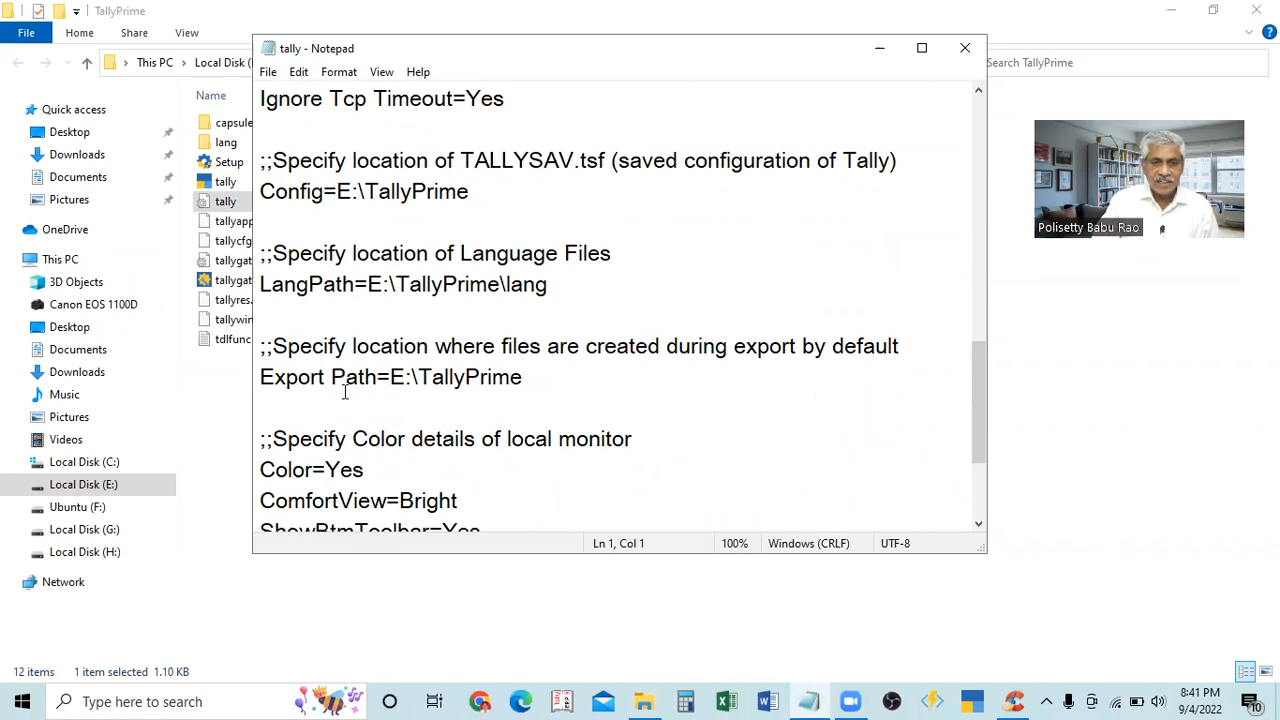 TallyPrime
File Home Share View
This PC Local Disk (
Search TallyPrime
Quick access
Desktop
Downloads
Documents
Pictures
OneDrive
This PC
3D Objects
Canon EOS 1100D
Desktop
Documents
Downloads
Music
Pictures
Videos
Local Disk (C:)
Local Disk (E:)
Ubuntu (F:)
Local Disk (G:)
Local Disk (H:)
Network
Name
capsule
lang
Setup
tally
tally
tallyapp
tallycfg
tallygat
tallygat
tallyres.
tallywin
tdlfunc
tally - Notepad
File Edit Format View Help
Ignore Tcp Timeout=Yes
;;Specify location of TALLYSAV.tsf (saved configuration of Tally)
Config=E:\TallyPrime
;;Specify location of Language Files
LangPath=E:\TallyPrime\lang
;;Specify location where files are created during export by default
Export Path=E:\TallyPrime
;;Specify Color details of local monitor
Color=Yes
ComfortView=Bright
ShowBtmToolbar=Yes
Ln 1, Col 1 100% Windows (CRLF) UTF-8
Polisetty Babu Rao
12 items 1 item selected 1.10 KB
Type here to search
8:41 PM
9/4/2022
10